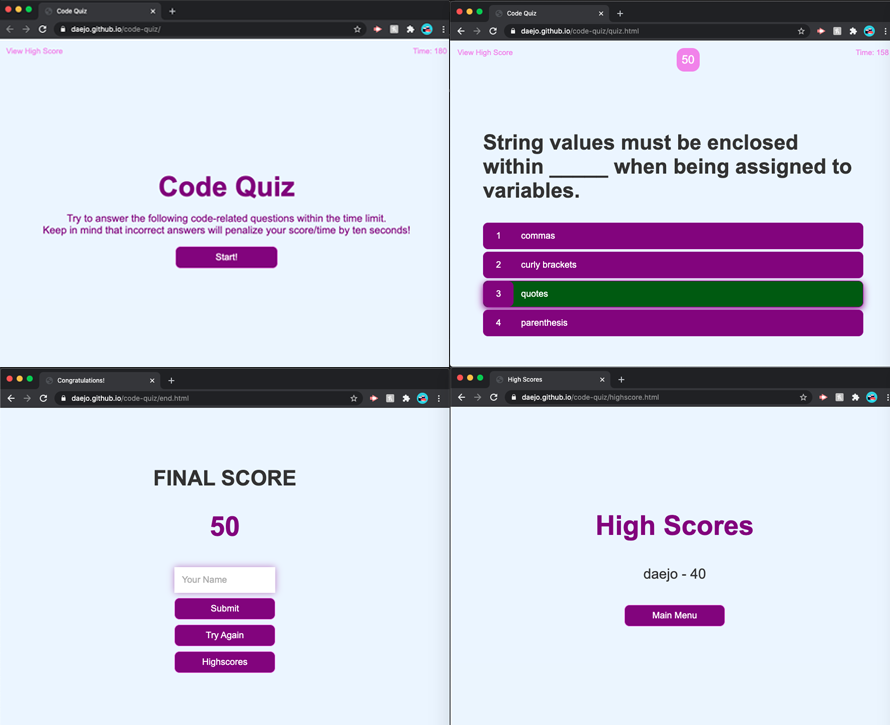 Code Quiz
daejo.github.io/code-quiz/
View High Score
Time: 180
Code Quiz
Try to answer the following code-related questions within the time limit.
Keep in mind that incorrect answers will penalize your score/time by ten seconds!
Start!
Code Quiz
daejo.github.io/code-quiz/quiz.html
View High Score
50
Time: 158
String values must be enclosed
within _____ when being assigned to
variables.
1 commas
2 curly brackets
3 quotes
4 parenthesis
Congratulations!
daejo.github.io/code-quiz/end.html
FINAL SCORE
50
Your Name
Submit
Try Again
Highscores
High Scores
daejo.github.io/code-quiz/highscore.html
High Scores
daejo - 40
Main Menu